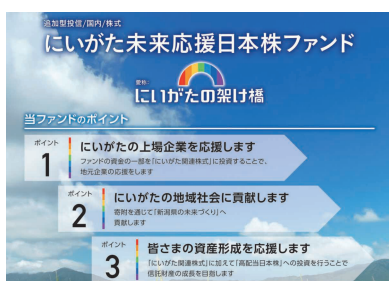 追加型投信/国内/株式
にいがた未来応援日本株ファンド
愛称：
にいがたの架け橋
当ファンドのポイント
ポイント
1
にいがたの上場企業を応援します
ファンドの資金の一部を「にいがた関連株式」に投資することで、
地元企業の応援をします
ポイント
2
にいがたの地域社会に貢献します
寄附を通じて「新潟県の未来づくり」へ
貢献します
ポイント
3
皆さまの資産形成を応援します
「にいがた関連株式」に加えて「高配当日本株」への投資を行うことで
信託財産の成長を目指します